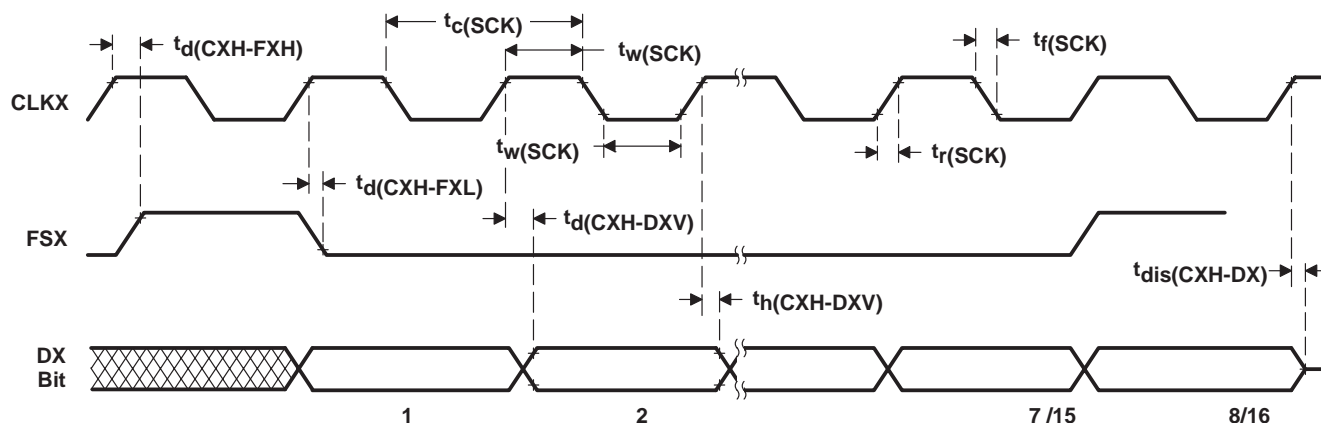 tc(SCK)
td(CXH-FXH)
tw(SCK)
tf(SCK)
CLKX
tw(SCK)
tr(SCK)
td(CXH-FXL)
td(CXH-DXV)
FSX
tdis(CXH-DX)
th(CXH-DXV)
DX
Bit
1 2 7 /15 8/16